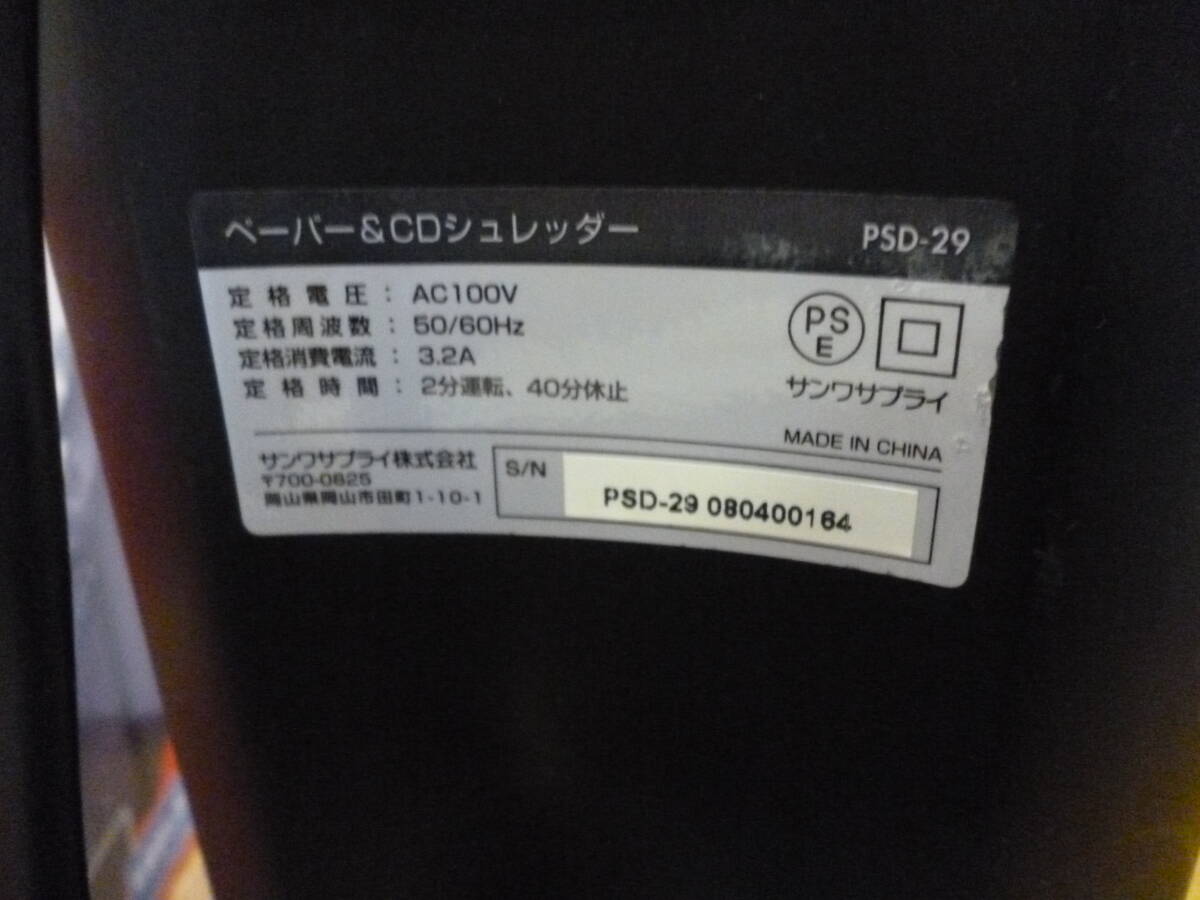 ペーパー&CDシュレッダー PSD-29
定格電圧： AC100V
定格周波数： 50/60Hz
定格消費電流： 3.2A
定格時間： 2分運転、40分休止
PS
E
サンワサプライ
MADE IN CHINA
サンワサプライ株式会社
〒700-0825
岡山県岡山市田町1-10-1
S/N
PSD-29 080400164